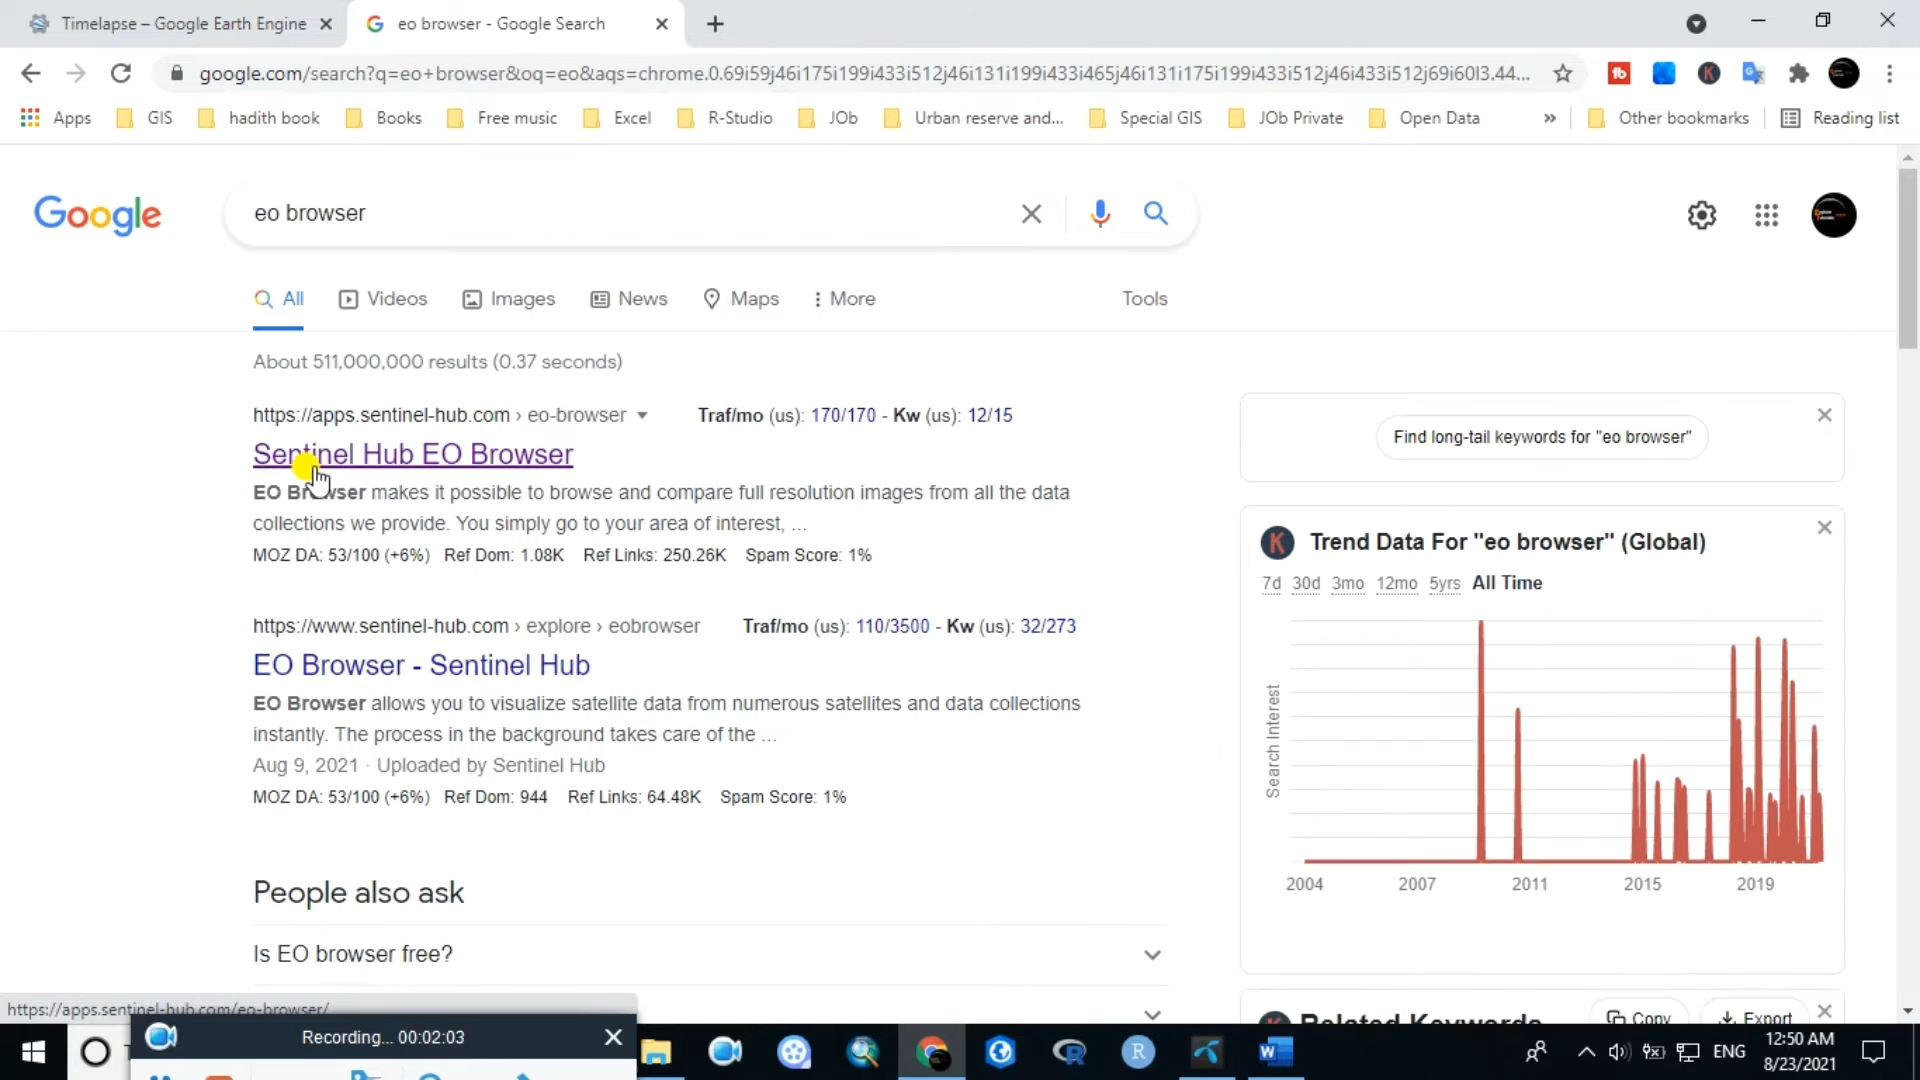 Timelapse – Google Earth Engine
eo browser - Google Search
google.com/search?q=eo+browser&oq=eo&aqs=chrome.0.69i59j46i175i199i433i512j46i131i199i433i465j46i131i175i199i433i512j46i433i512j69i60l3.44...
Apps
GIS
hadith book
Books
Free music
Excel
R-Studio
JOb
Urban reserve and...
Special GIS
JOb Private
Open Data
»
Other bookmarks
Reading list
Google
eo browser
All
Videos
Images
News
Maps
More
Tools
About 511,000,000 results (0.37 seconds)
https://apps.sentinel-hub.com › eo-browser
Traf/mo (us): 170/170 - Kw (us): 12/15
Sentinel Hub EO Browser
EO Browser makes it possible to browse and compare full resolution images from all the data
collections we provide. You simply go to your area of interest, ...
MOZ DA: 53/100 (+6%) Ref Dom: 1.08K Ref Links: 250.26K Spam Score: 1%
https://www.sentinel-hub.com › explore › eobrowser
Traf/mo (us): 110/3500 - Kw (us): 32/273
EO Browser - Sentinel Hub
EO Browser allows you to visualize satellite data from numerous satellites and data collections
instantly. The process in the background takes care of the ...
Aug 9, 2021 · Uploaded by Sentinel Hub
MOZ DA: 53/100 (+6%) Ref Dom: 944 Ref Links: 64.48K Spam Score: 1%
People also ask
Is EO browser free?
Find long-tail keywords for "eo browser"
K
Trend Data For "eo browser" (Global)
7d 30d 3mo 12mo 5yrs All Time
Search Interest
2004 2007 2011 2015 2019
Related Keywords
Copy
Export
https://apps.sentinel-hub.com/eo-browser/
Recording... 00:02:03
ENG
12:50 AM
8/23/2021